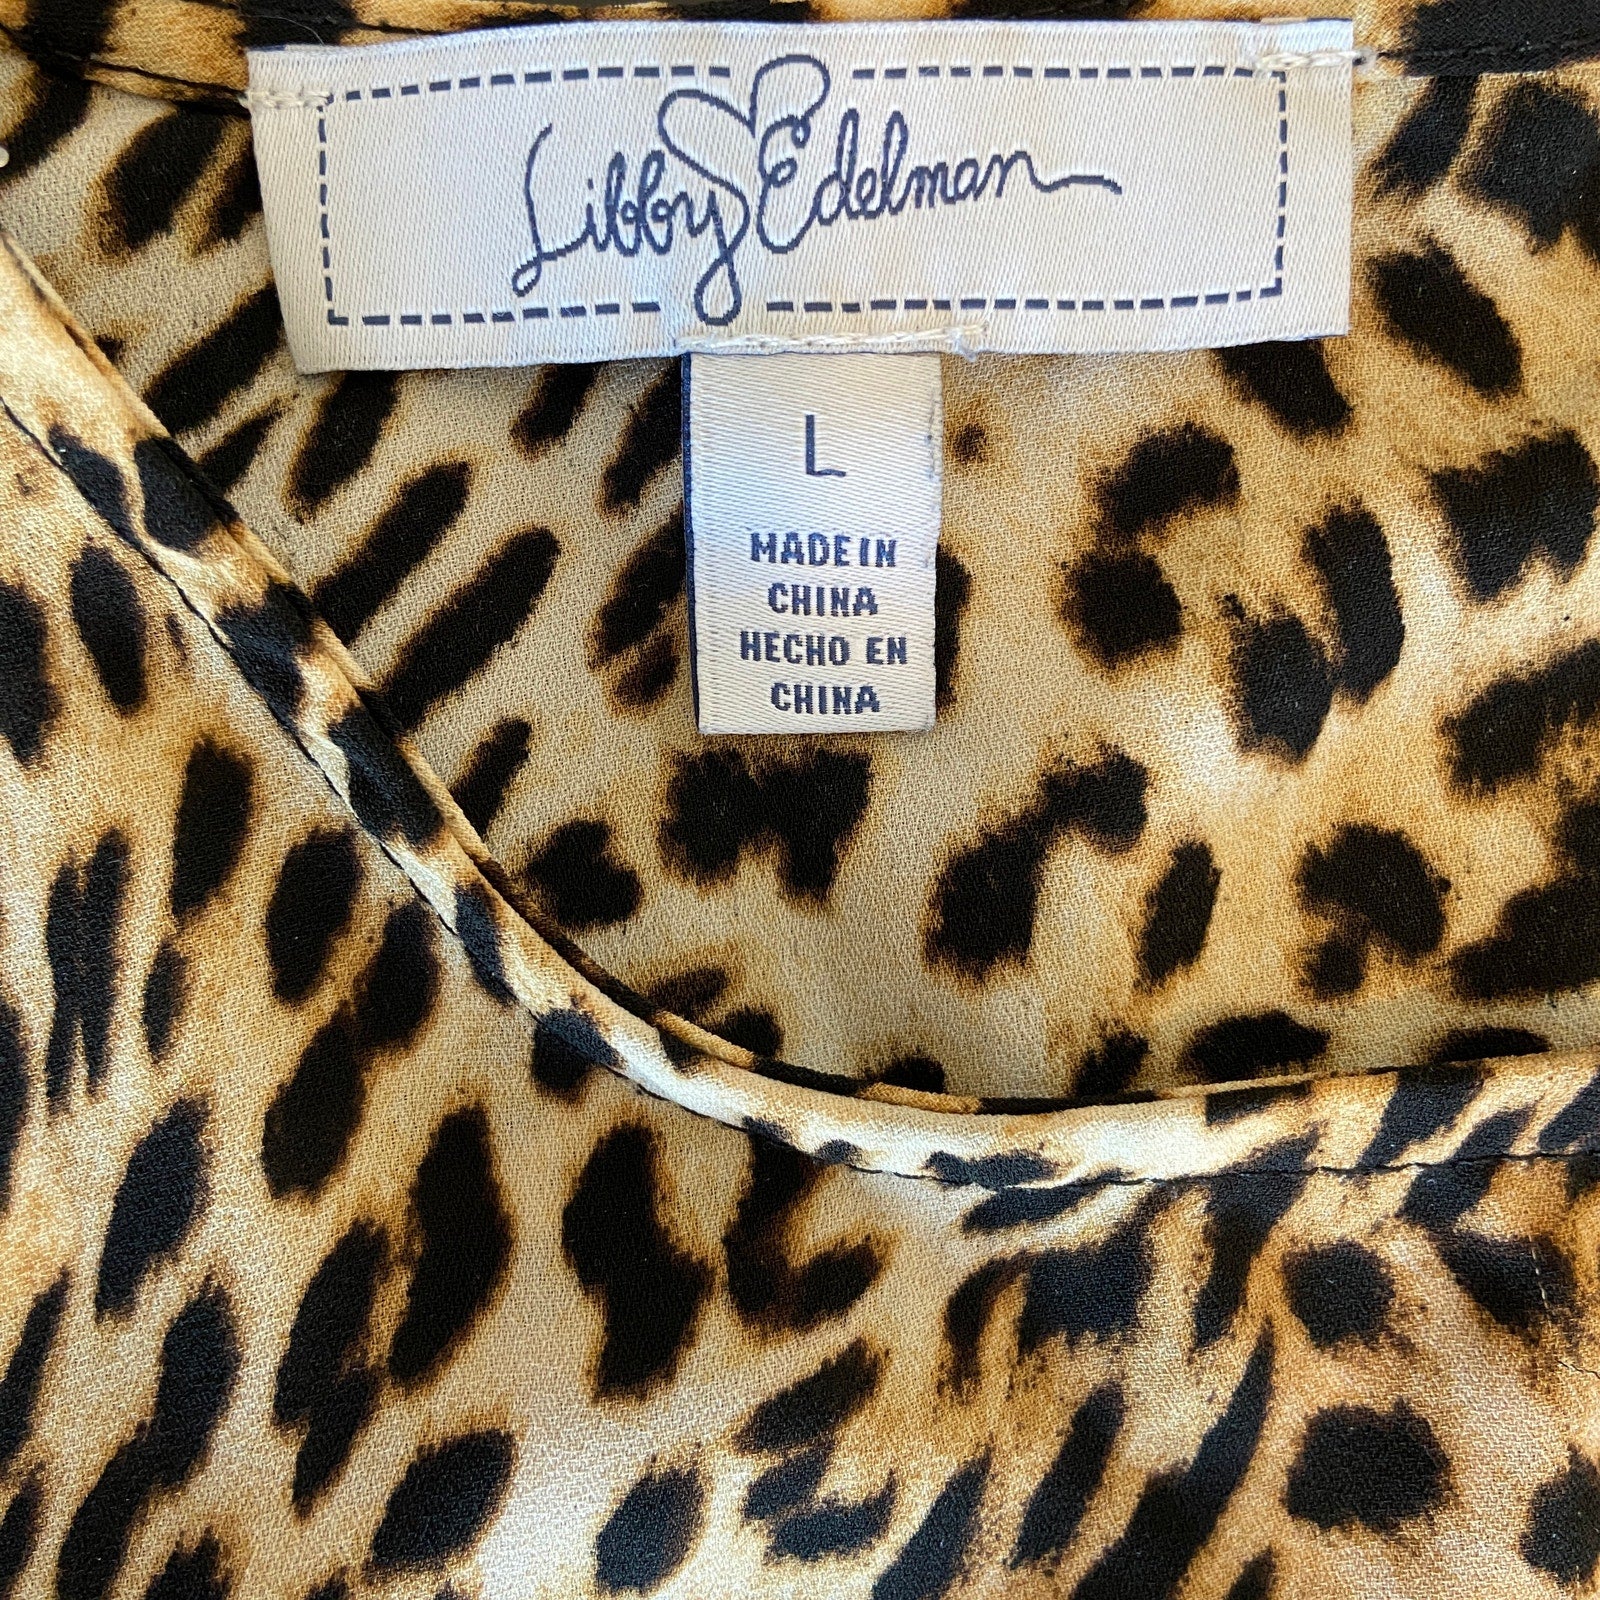 Libby Edelman
L
MADE IN
CHINA
HECHO EN
CHINA